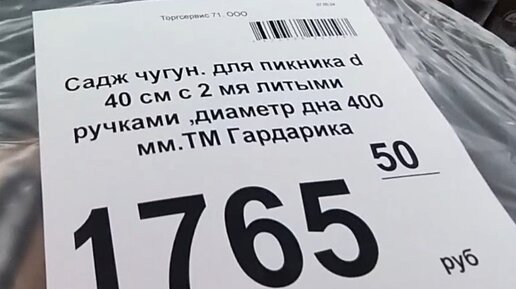 Торгсервис 71, ООО
Садж чугун. для пикника d
40 см с 2 мя литыми
ручками ,диаметр дна 400
мм.ТМ Гардарика
1765 50
руб